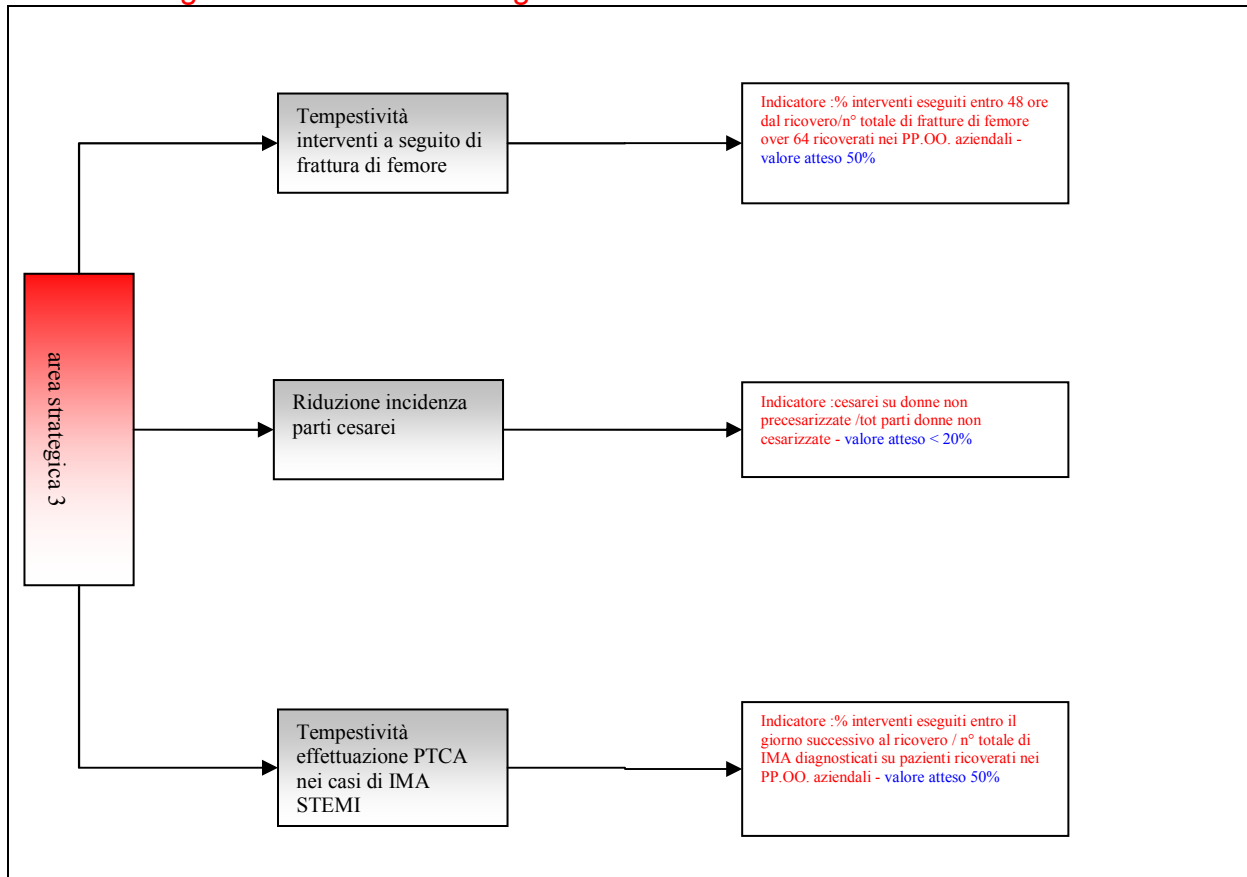 Tempestività
interventi a seguito di
frattura di femore
Indicatore :% interventi eseguiti entro 48 ore
dal ricovero/n° totale di fratture di femore
over 64 ricoverati nei PP.OO. aziendali -
valore atteso 50%
area strategica 3
Riduzione incidenza
parti cesarei
Indicatore :cesarei su donne non
precesarizzate /tot parti donne non
cesarizzate - valore atteso < 20%
Tempestività
effettuazione PTCA
nei casi di IMA
STEMI
Indicatore :% interventi eseguiti entro il
giorno successivo al ricovero / n° totale di
IMA diagnosticati su pazienti ricoverati nei
PP.OO. aziendali - valore atteso 50%